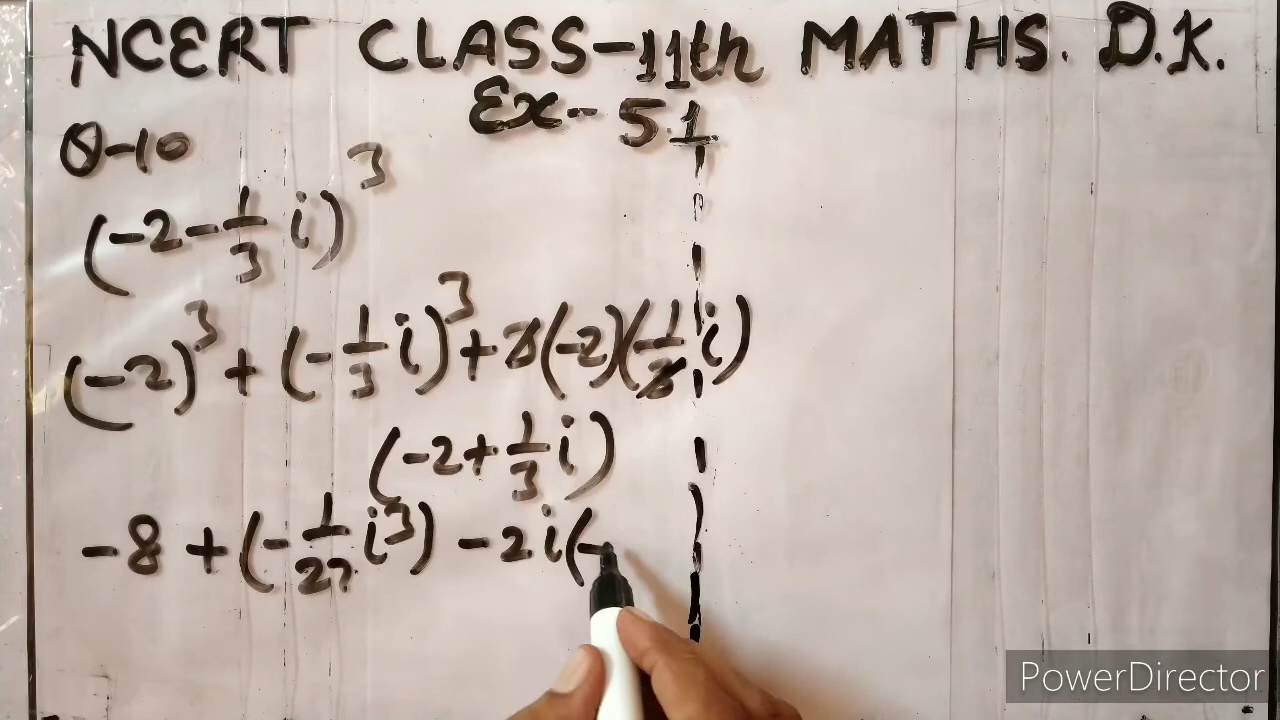 NCERT CLASS-11th MATHS. D.K.
Ex- 5.1
Q-10
(-2-1/3 i)^3
(-2)^3 + (-1/3 i)^3 + 3(-2)(1/3 i)
(-2+1/3 i)
-8 + (-1/27 i^3) -2i(-
PowerDirector